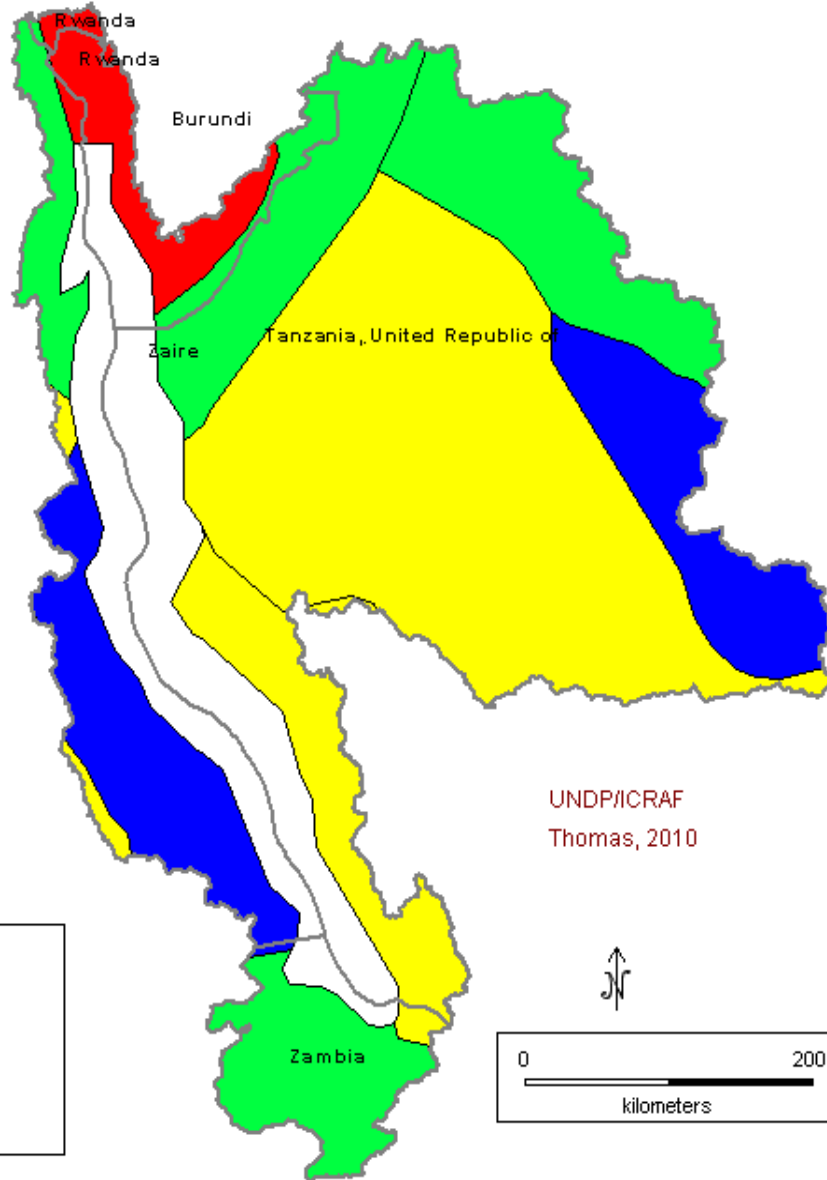 Rwanda
Rwanda
Burundi
Tanzania, United Republic of
Zaire
UNDP/ICRAF
Thomas, 2010
N
Zambia
0 200
kilometers